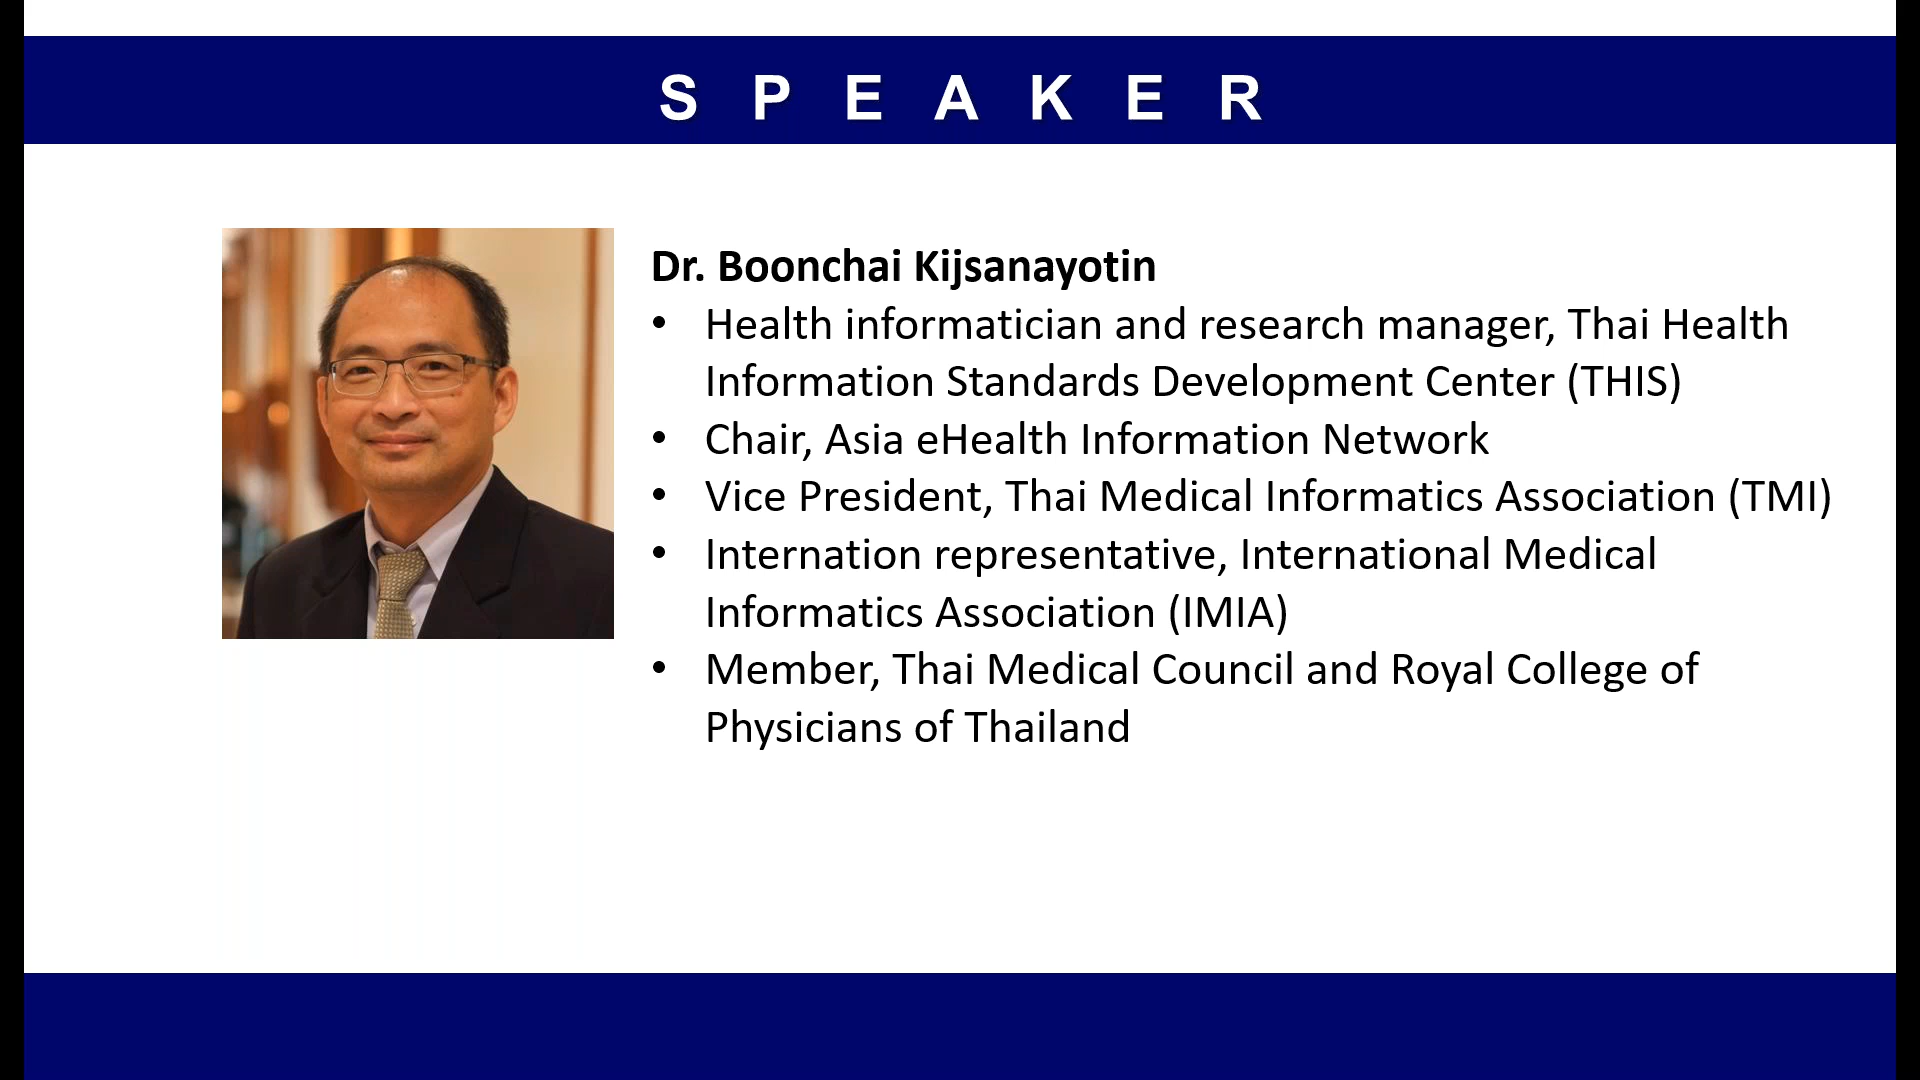 S P E A K E R
Dr. Boonchai Kijsanayotin
• Health informatician and research manager, Thai Health
Information Standards Development Center (THIS)
• Chair, Asia eHealth Information Network
• Vice President, Thai Medical Informatics Association (TMI)
• Internation representative, International Medical
Informatics Association (IMIA)
• Member, Thai Medical Council and Royal College of
Physicians of Thailand